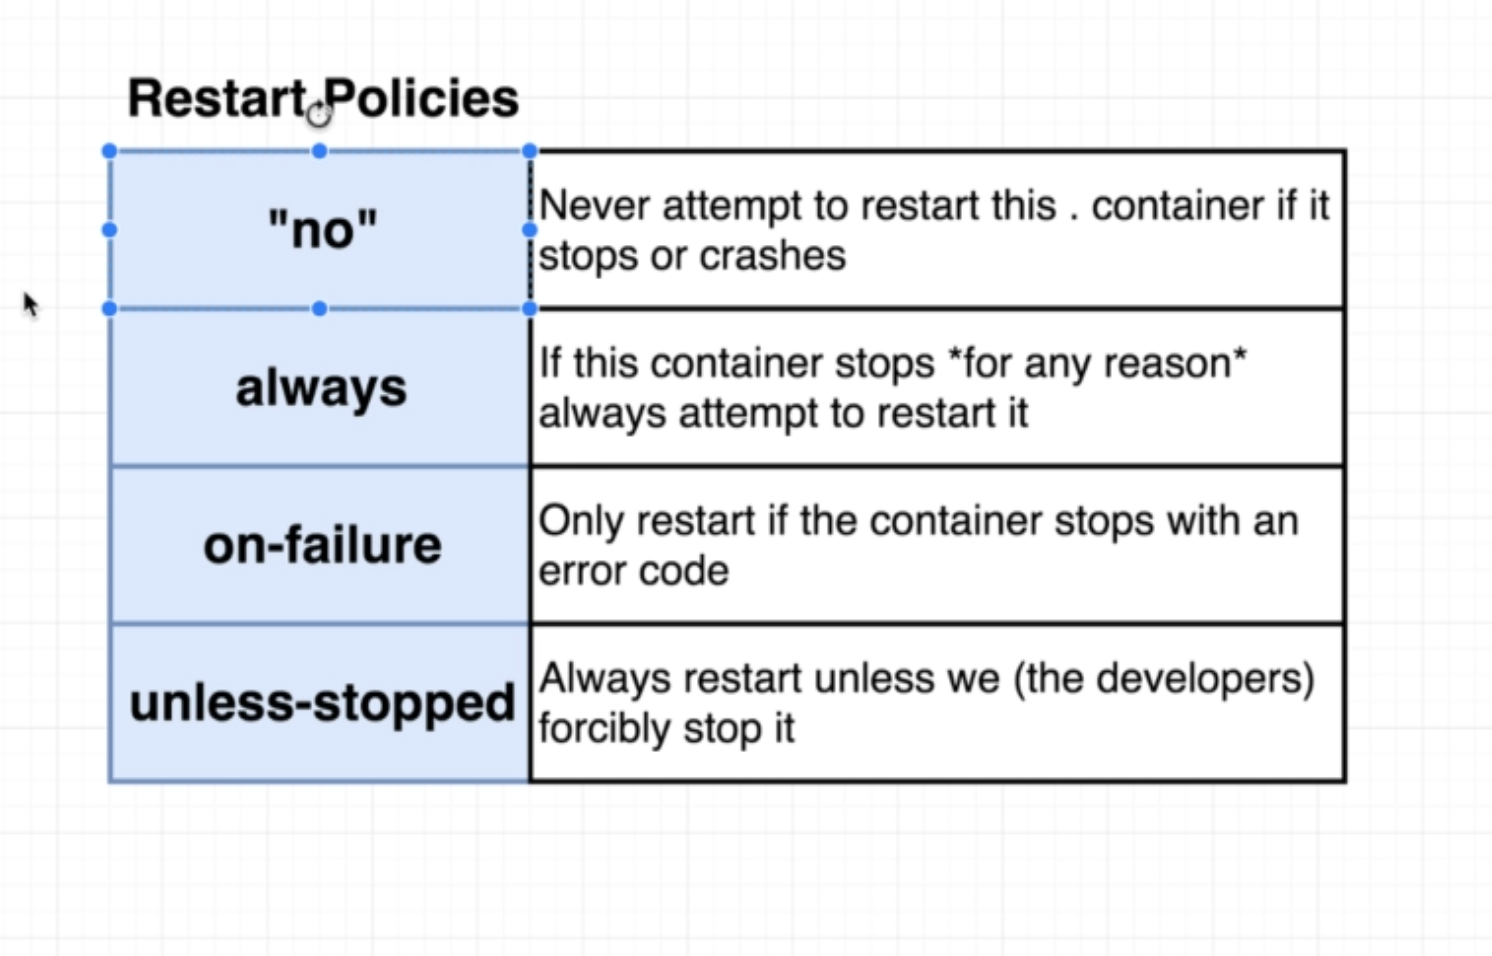 Restart Policies
"no"
Never attempt to restart this . container if it
stops or crashes
always
If this container stops *for any reason*
always attempt to restart it
on-failure
Only restart if the container stops with an
error code
unless-stopped
Always restart unless we (the developers)
forcibly stop it